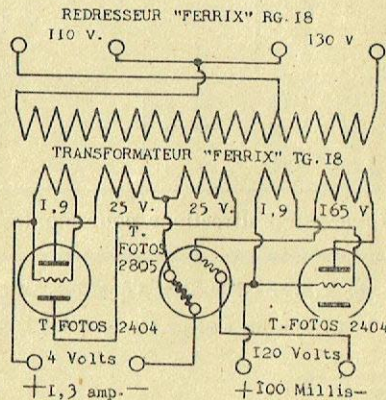 REDRESSEUR "FERRIX" RG.I8
IIO V. I30 V
TRANSFORMATEUR "FERRIX" TG.I8
I,9 25 V. 25 V. I,9 I65 V
T.
FOTOS
2805
T.FOTOS 2404 T.FOTOS 2404
4 Volts I20 Volts
+I,3 amp.- +I00 Millis-